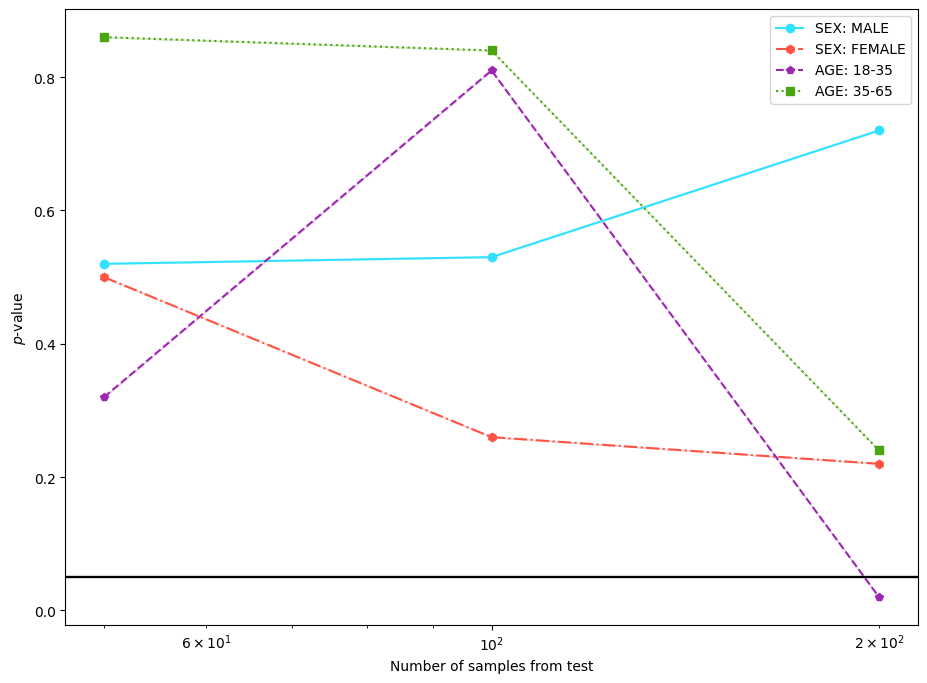 SEX: MALE
SEX: FEMALE
AGE: 18-35
AGE: 35-65
0.8
0.6
0.4
0.2
0.0
p-value
6 × 10¹
10²
2 × 10²
Number of samples from test